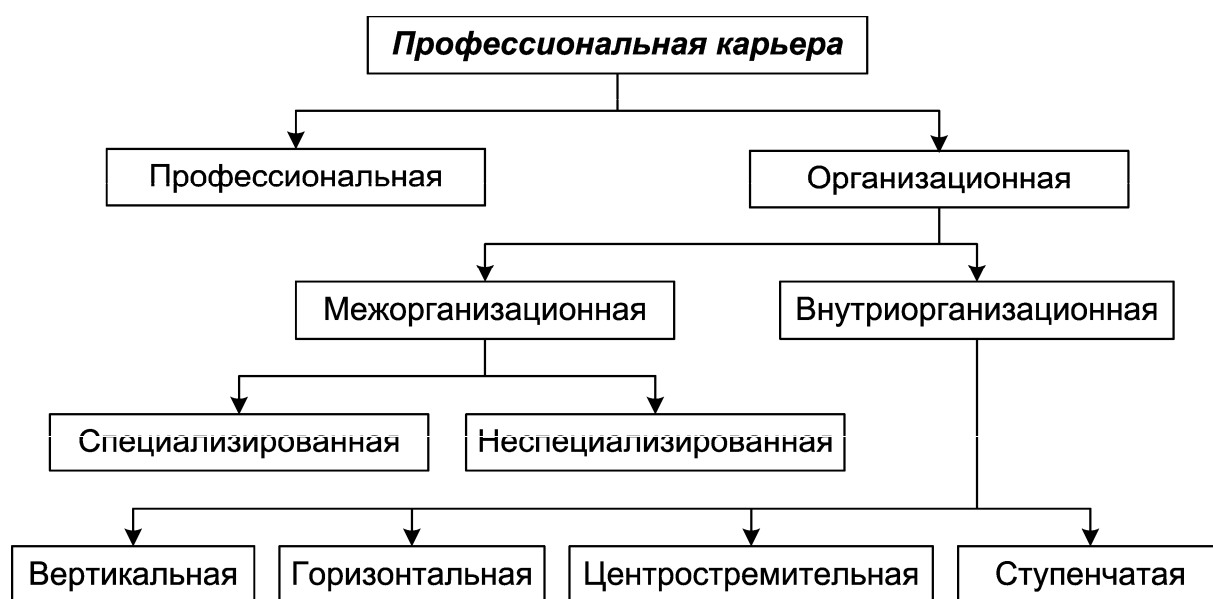 Профессиональная карьера
Профессиональная
Организационная
Межорганизационная
Внутриорганизационная
Специализированная
Неспециализированная
Вертикальная
Горизонтальная
Центростремительная
Ступенчатая